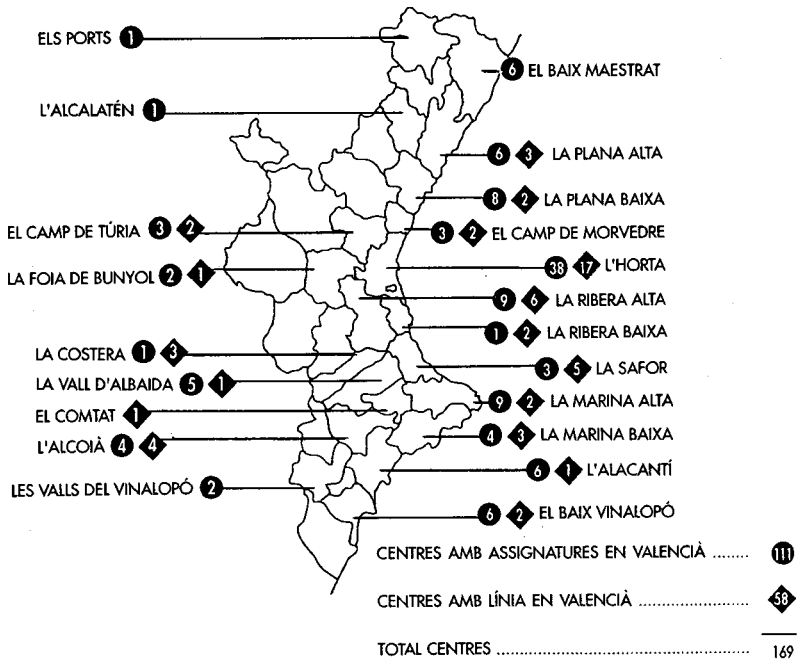 ELS PORTS 1
6 EL BAIX MAESTRAT
L'ALCALATÉN 1
6 3 LA PLANA ALTA
8 2 LA PLANA BAIXA
EL CAMP DE TÚRIA 3 2
3 2 EL CAMP DE MORVEDRE
38 17 L'HORTA
LA FOIA DE BUNYOL 2 1
9 6 LA RIBERA ALTA
1 2 LA RIBERA BAIXA
LA COSTERA 1 3
3 5 LA SAFOR
LA VALL D'ALBAIDA 5 1
9 2 LA MARINA ALTA
EL COMTAT 1
4 3 LA MARINA BAIXA
L'ALCOIÀ 4 4
6 1 L'ALACANTÍ
LES VALLS DEL VINALOPÓ 2
6 2 EL BAIX VINALOPÓ
CENTRES AMB ASSIGNATURES EN VALENCIÀ ........ 111
CENTRES AMB LÍNIA EN VALENCIÀ ........................ 58
TOTAL CENTRES ...................................................... 169